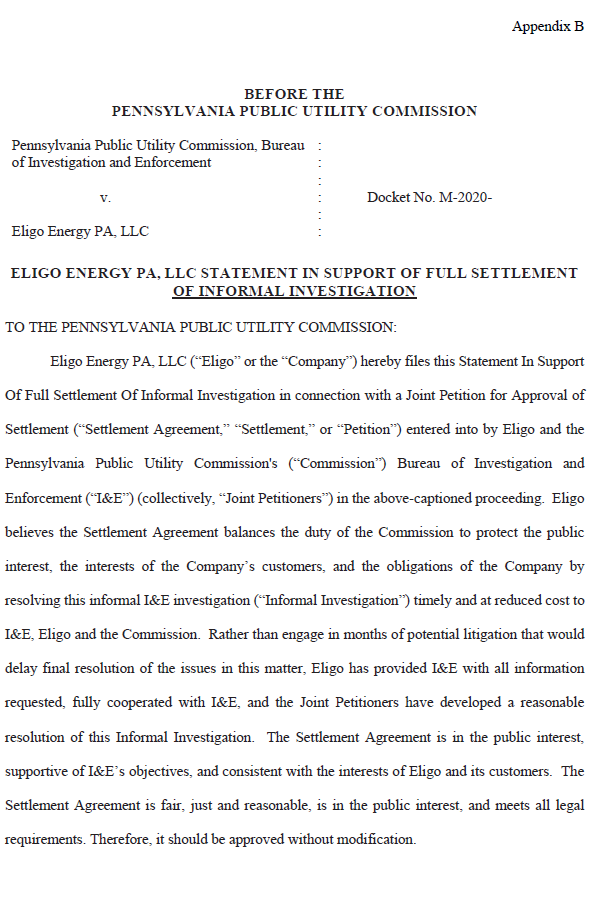 Appendix B
BEFORE THE
PENNSYLVANIA PUBLIC UTILITY COMMISSION
Pennsylvania Public Utility Commission, Bureau :
of Investigation and Enforcement :
:
v. : Docket No. M-2020-
:
Eligo Energy PA, LLC :
ELIGO ENERGY PA, LLC STATEMENT IN SUPPORT OF FULL SETTLEMENT
OF INFORMAL INVESTIGATION
TO THE PENNSYLVANIA PUBLIC UTILITY COMMISSION:
Eligo Energy PA, LLC (“Eligo” or the “Company”) hereby files this Statement In Support
Of Full Settlement Of Informal Investigation in connection with a Joint Petition for Approval of
Settlement (“Settlement Agreement,” “Settlement,” or “Petition”) entered into by Eligo and the
Pennsylvania Public Utility Commission's (“Commission”) Bureau of Investigation and
Enforcement (“I&E”) (collectively, “Joint Petitioners”) in the above-captioned proceeding. Eligo
believes the Settlement Agreement balances the duty of the Commission to protect the public
interest, the interests of the Company’s customers, and the obligations of the Company by
resolving this informal I&E investigation (“Informal Investigation”) timely and at reduced cost to
I&E, Eligo and the Commission. Rather than engage in months of potential litigation that would
delay final resolution of the issues in this matter, Eligo has provided I&E with all information
requested, fully cooperated with I&E, and the Joint Petitioners have developed a reasonable
resolution of this Informal Investigation. The Settlement Agreement is in the public interest,
supportive of I&E’s objectives, and consistent with the interests of Eligo and its customers. The
Settlement Agreement is fair, just and reasonable, is in the public interest, and meets all legal
requirements. Therefore, it should be approved without modification.